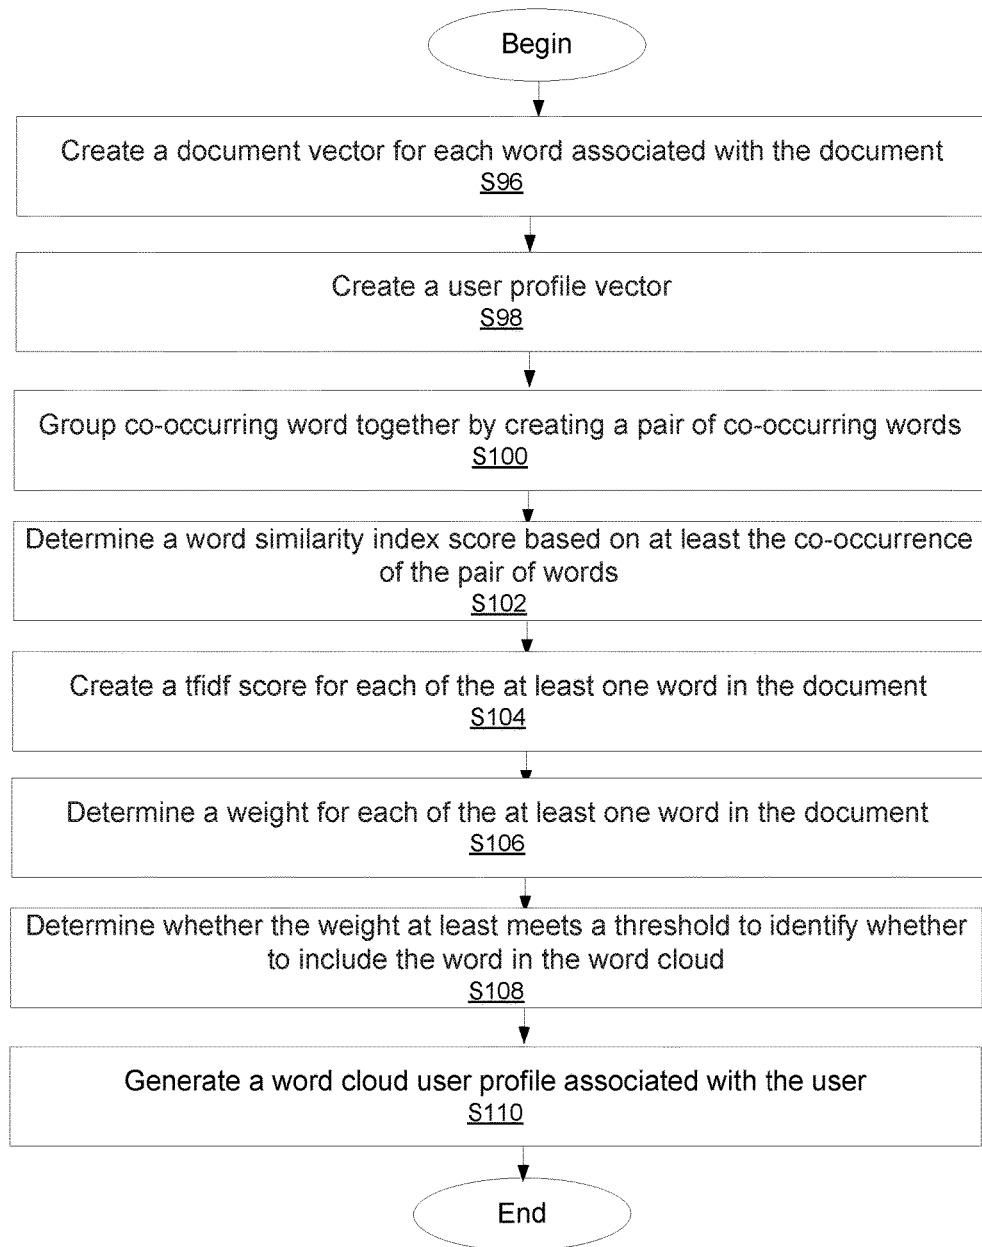 Begin
Create a document vector for each word associated with the document
S96
Create a user profile vector
S98
Group co-occurring word together by creating a pair of co-occurring words
S100
Determine a word similarity index score based on at least the co-occurrence
of the pair of words
S102
Create a tfidf score for each of the at least one word in the document
S104
Determine a weight for each of the at least one word in the document
S106
Determine whether the weight at least meets a threshold to identify whether
to include the word in the word cloud
S108
Generate a word cloud user profile associated with the user
S110
End